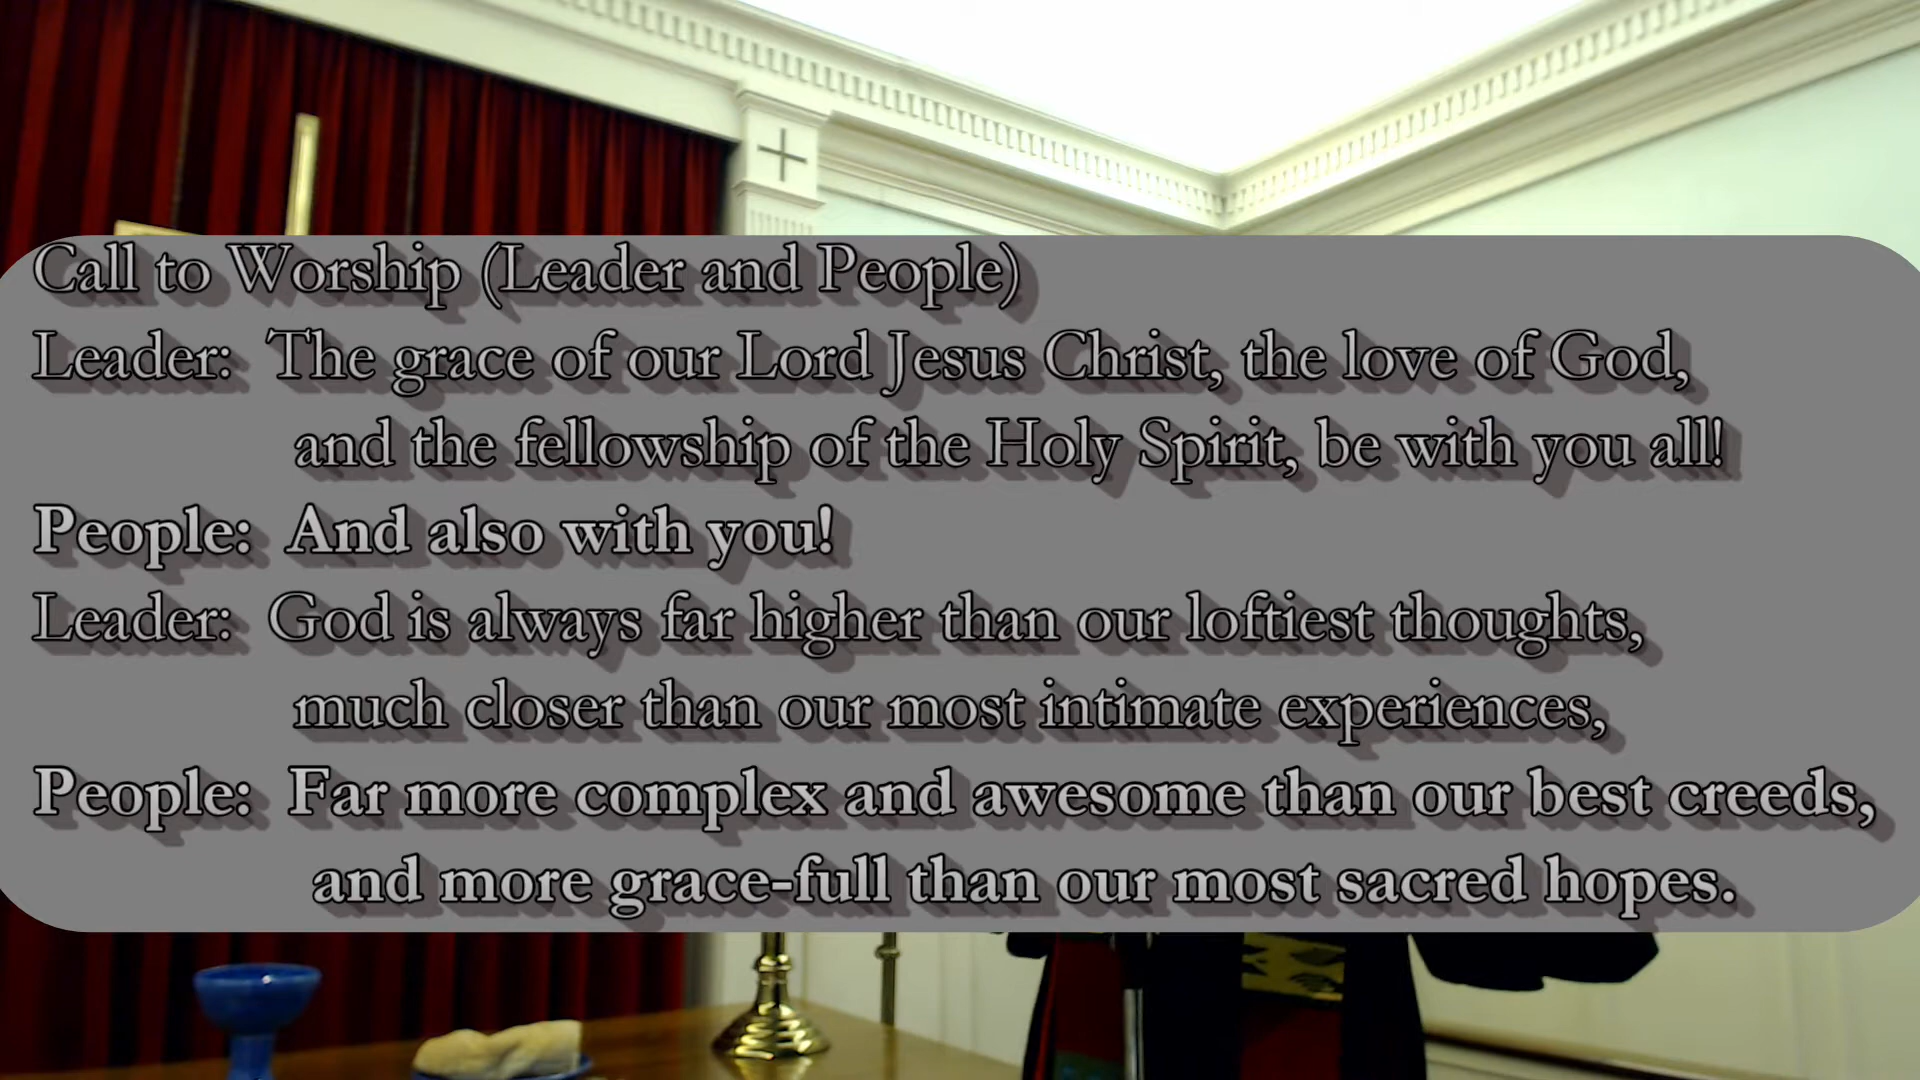 Call to Worship (Leader and People)
Leader: The grace of our Lord Jesus Christ, the love of God,
and the fellowship of the Holy Spirit, be with you all!
People: And also with you!
Leader: God is always far higher than our loftiest thoughts,
much closer than our most intimate experiences,
People: Far more complex and awesome than our best creeds,
and more grace-full than our most sacred hopes.